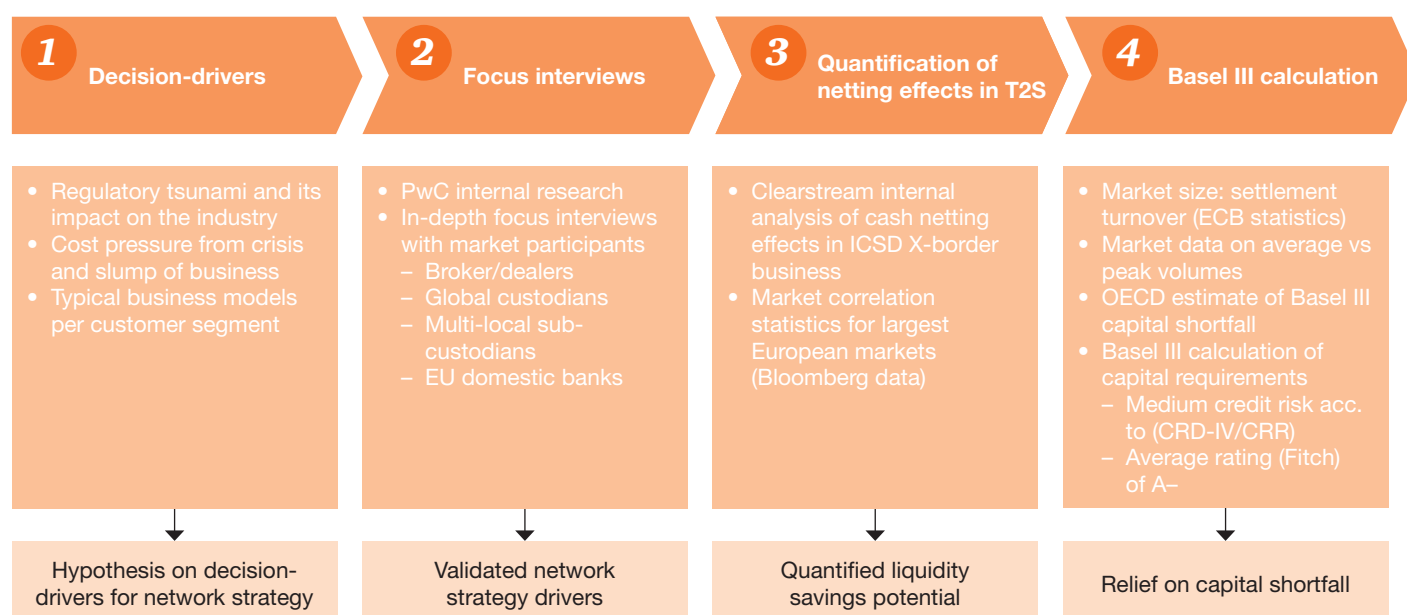 1
Decision-drivers
2
Focus interviews
3
Quantification of
netting effects in T2S
4
Basel III calculation
• Regulatory tsunami and its
impact on the industry
• Cost pressure from crisis
and slump of business
• Typical business models
per customer segment
• PwC internal research
• In-depth focus interviews
with market participants
– Broker/dealers
– Global custodians
– Multi-local sub-
custodians
– EU domestic banks
• Clearstream internal
analysis of cash netting
effects in ICSD X-border
business
• Market correlation
statistics for largest
European markets
(Bloomberg data)
• Market size: settlement
turnover (ECB statistics)
• Market data on average vs
peak volumes
• OECD estimate of Basel III
capital shortfall
• Basel III calculation of
capital requirements
– Medium credit risk acc.
to (CRD-IV/CRR)
– Average rating (Fitch)
of A–
Hypothesis on decision-
drivers for network strategy
Validated network
strategy drivers
Quantified liquidity
savings potential
Relief on capital shortfall